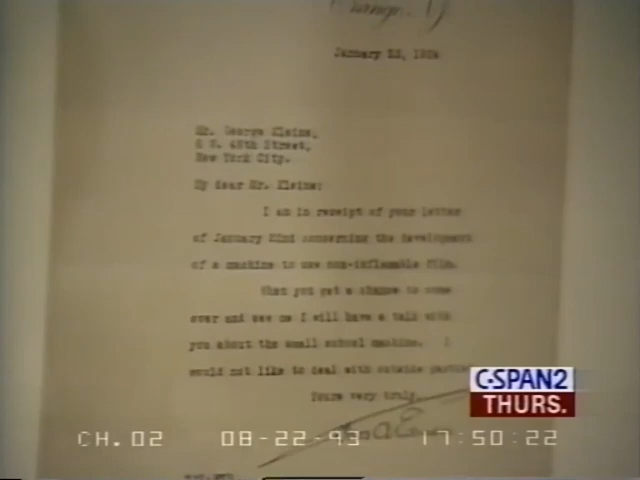 Orange, NJ
January 23, 1924
Mr. George Kleine,
New York City.
My dear Mr. Kleine:
I am in receipt of your letter
of January 22nd concerning the development
of a machine to use non-inflamable film.
When you get a chance to come
over and see me I will have a talk with
you about the small school machine. I
would not like to deal with outside parties
Yours very truly,
C-SPAN2
THURS.
CH.02 08-22-93 17:50:22